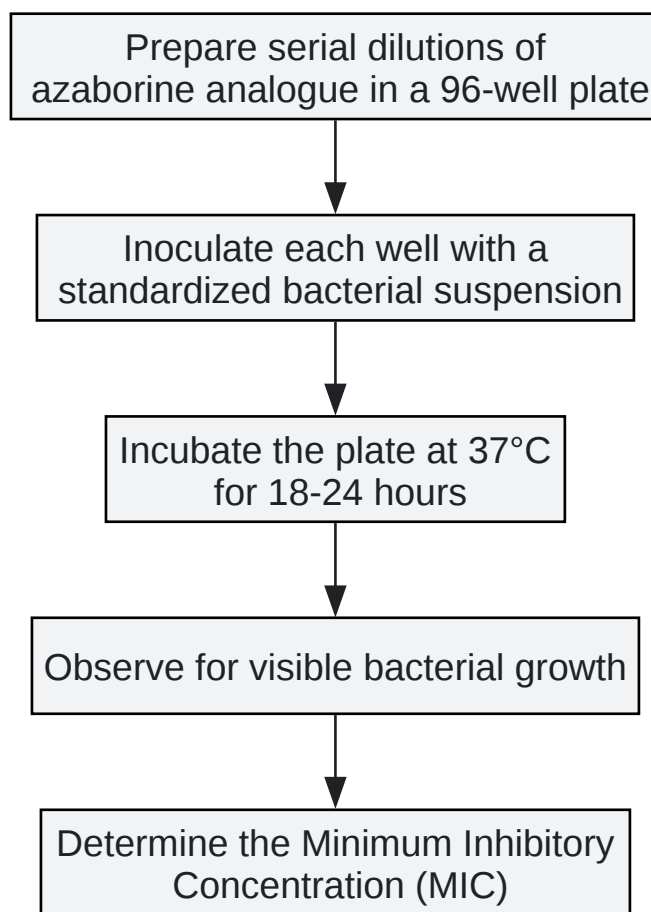 Prepare serial dilutions of
azaborine analogue in a 96-well plate
Inoculate each well with a
standardized bacterial suspension
Incubate the plate at 37°C
for 18-24 hours
Observe for visible bacterial growth
Determine the Minimum Inhibitory
Concentration (MIC)